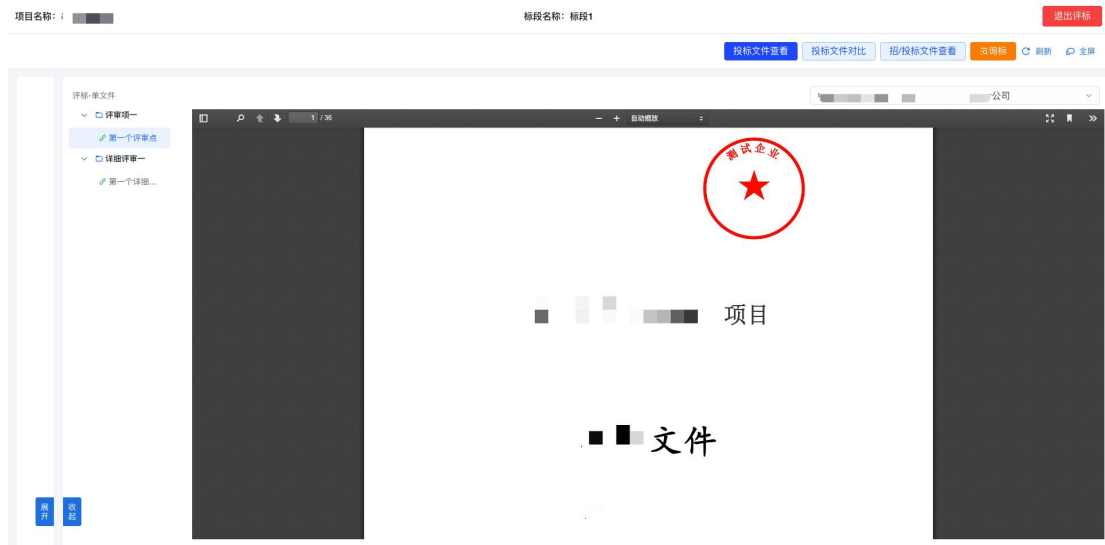 项目名称：
标段名称：标段1
退出评标
投标文件查看
投标文件对比
招/投标文件查看
询标
刷新
全屏
评标-单文件
公司
评审项一
1 / 36
自动缩放
第一个评审点
详细评审一
第一个详细...
测试企业
项目
文件
展开
收起